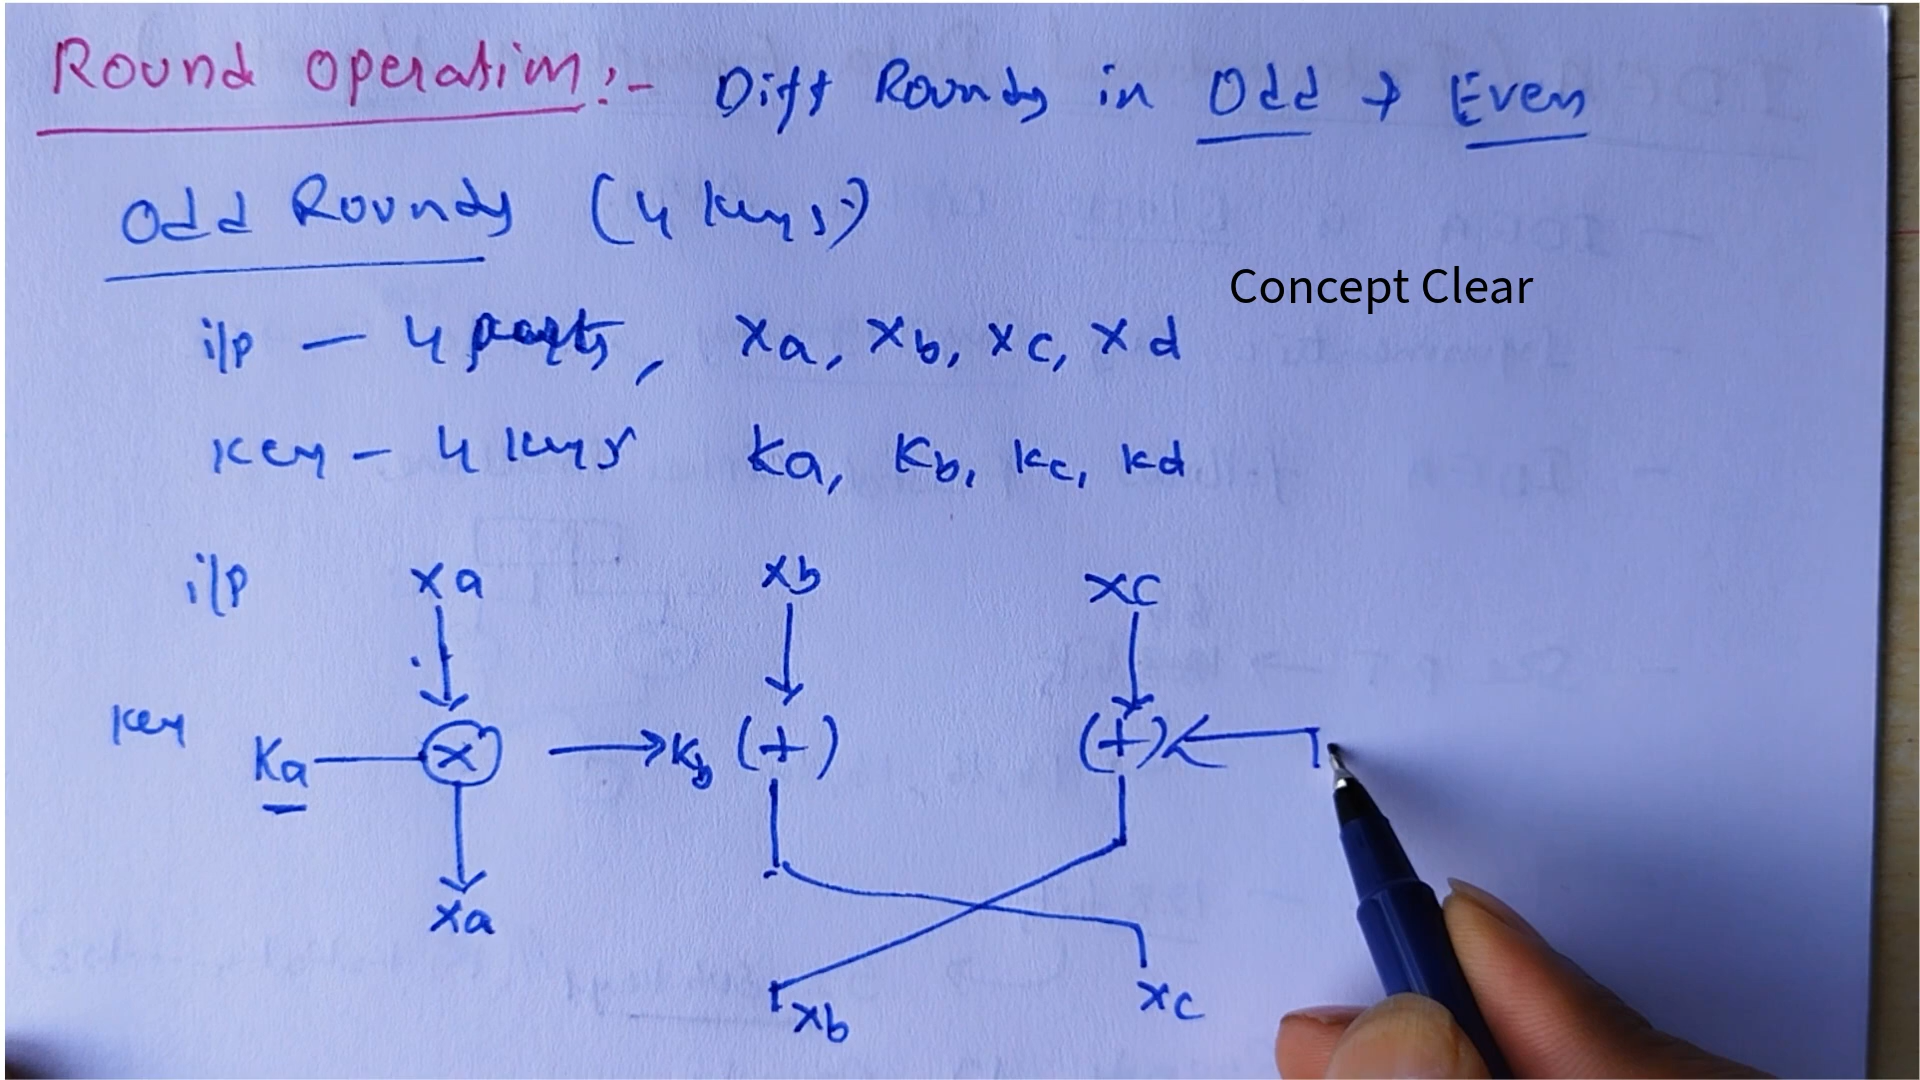 Round Operation :- Diff Rounds in Odd & Even
Odd Rounds (4 keys)
Concept Clear
i/p - 4 parts, Xa, Xb, Xc, Xd
Key - 4 keys Ka, Kb, Kc, Kd
i/p Xa Xb Xc
Key Ka x Kb (+) (+)
Xa
Xb Xc